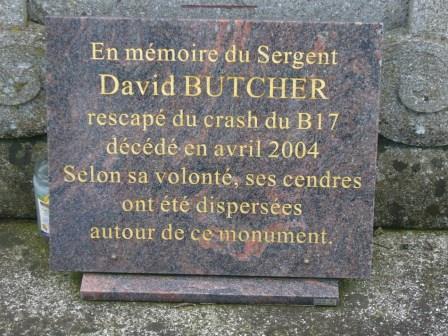 En mémoire du Sergent
David BUTCHER
rescapé du crash du B17
décédé en avril 2004
Selon sa volonté, ses cendres
ont été dispersées
autour de ce monument.